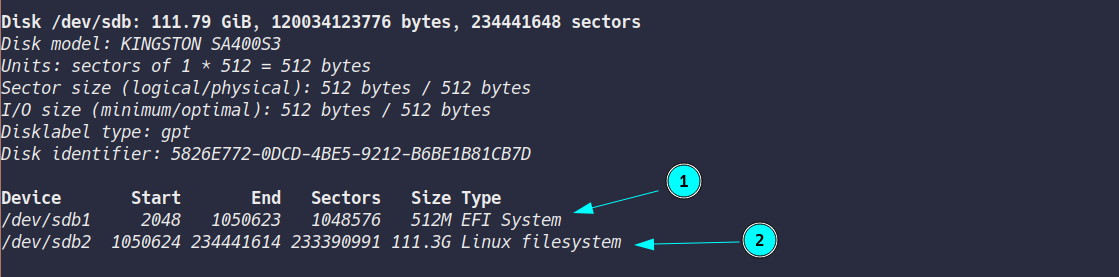 Disk /dev/sdb: 111.79 GiB, 120034123776 bytes, 234441648 sectors
Disk model: KINGSTON SA400S3
Units: sectors of 1 * 512 = 512 bytes
Sector size (logical/physical): 512 bytes / 512 bytes
I/O size (minimum/optimal): 512 bytes / 512 bytes
Disklabel type: gpt
Disk identifier: 5826E772-0DCD-4BE5-9212-B6BE1B81CB7D
Device       Start       End   Sectors   Size Type
/dev/sdb1     2048   1050623   1048576   512M EFI System
/dev/sdb2  1050624 234441614 233390991 111.3G Linux filesystem
1
2